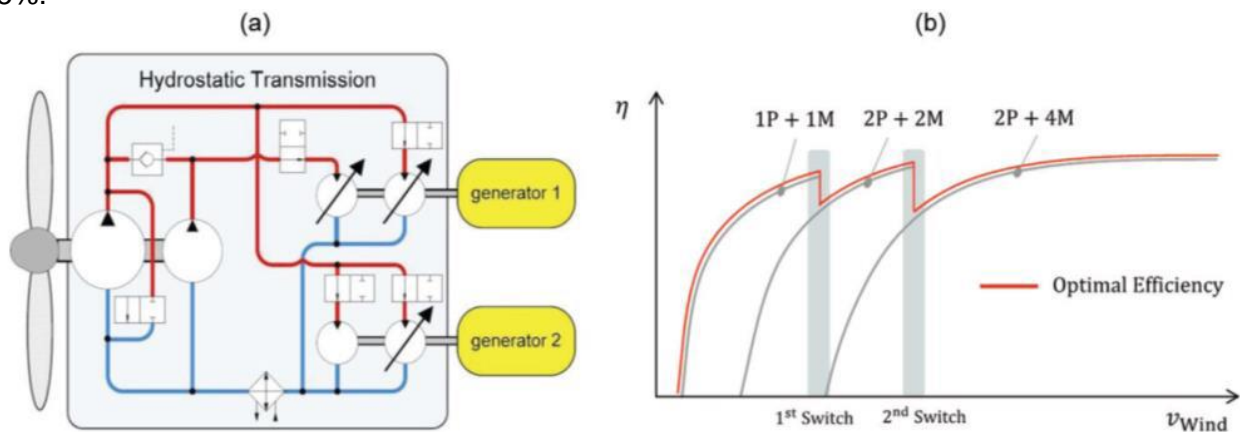 (a)
Hydrostatic Transmission
generator 1
generator 2
(b)
η
1P + 1M
2P + 2M
2P + 4M
Optimal Efficiency
1st Switch
2nd Switch
vWind